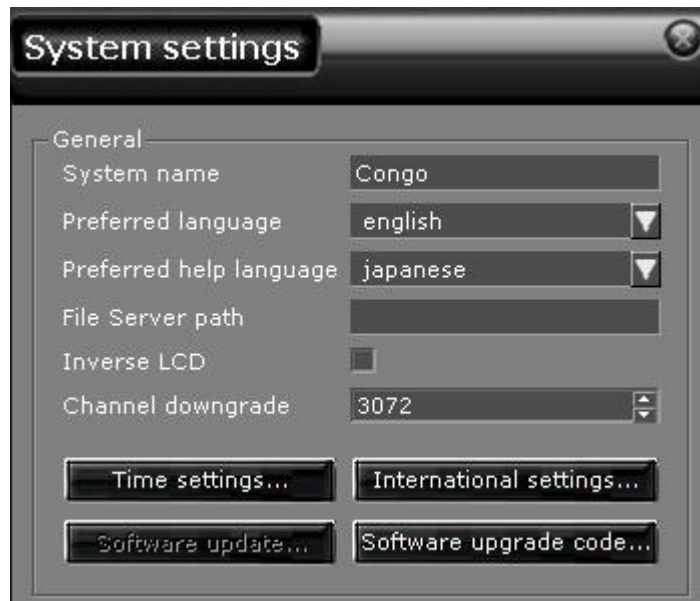 System settings
General
System name Congo
Preferred language english
Preferred help language japanese
File Server path
Inverse LCD
Channel downgrade 3072
Time settings... International settings...
Software update... Software upgrade code...